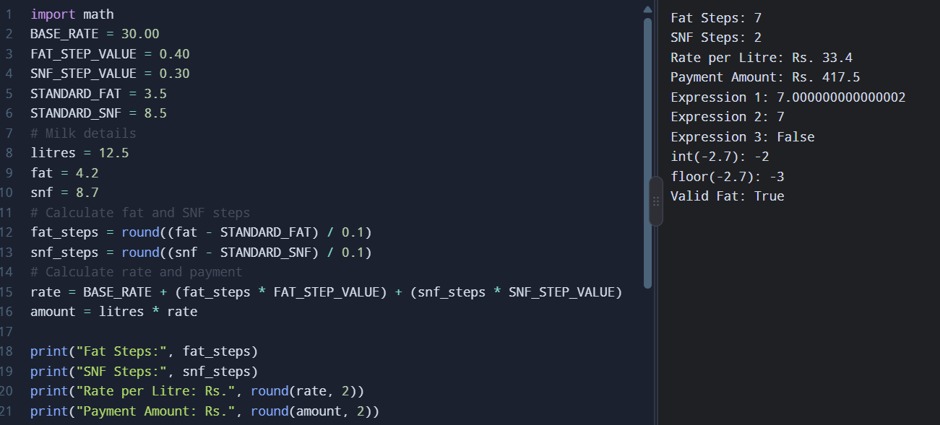 1 import math
2 BASE_RATE = 30.00
3 FAT_STEP_VALUE = 0.40
4 SNF_STEP_VALUE = 0.30
5 STANDARD_FAT = 3.5
6 STANDARD_SNF = 8.5
7 # Milk details
8 litres = 12.5
9 fat = 4.2
10 snf = 8.7
11 # Calculate fat and SNF steps
12 fat_steps = round((fat - STANDARD_FAT) / 0.1)
13 snf_steps = round((snf - STANDARD_SNF) / 0.1)
14 # Calculate rate and payment
15 rate = BASE_RATE + (fat_steps * FAT_STEP_VALUE) + (snf_steps * SNF_STEP_VALUE)
16 amount = litres * rate
17
18 print("Fat Steps:", fat_steps)
19 print("SNF Steps:", snf_steps)
20 print("Rate per Litre: Rs.", round(rate, 2))
21 print("Payment Amount: Rs.", round(amount, 2))
Fat Steps: 7
SNF Steps: 2
Rate per Litre: Rs. 33.4
Payment Amount: Rs. 417.5
Expression 1: 7.000000000000002
Expression 2: 7
Expression 3: False
int(-2.7): -2
floor(-2.7): -3
Valid Fat: True